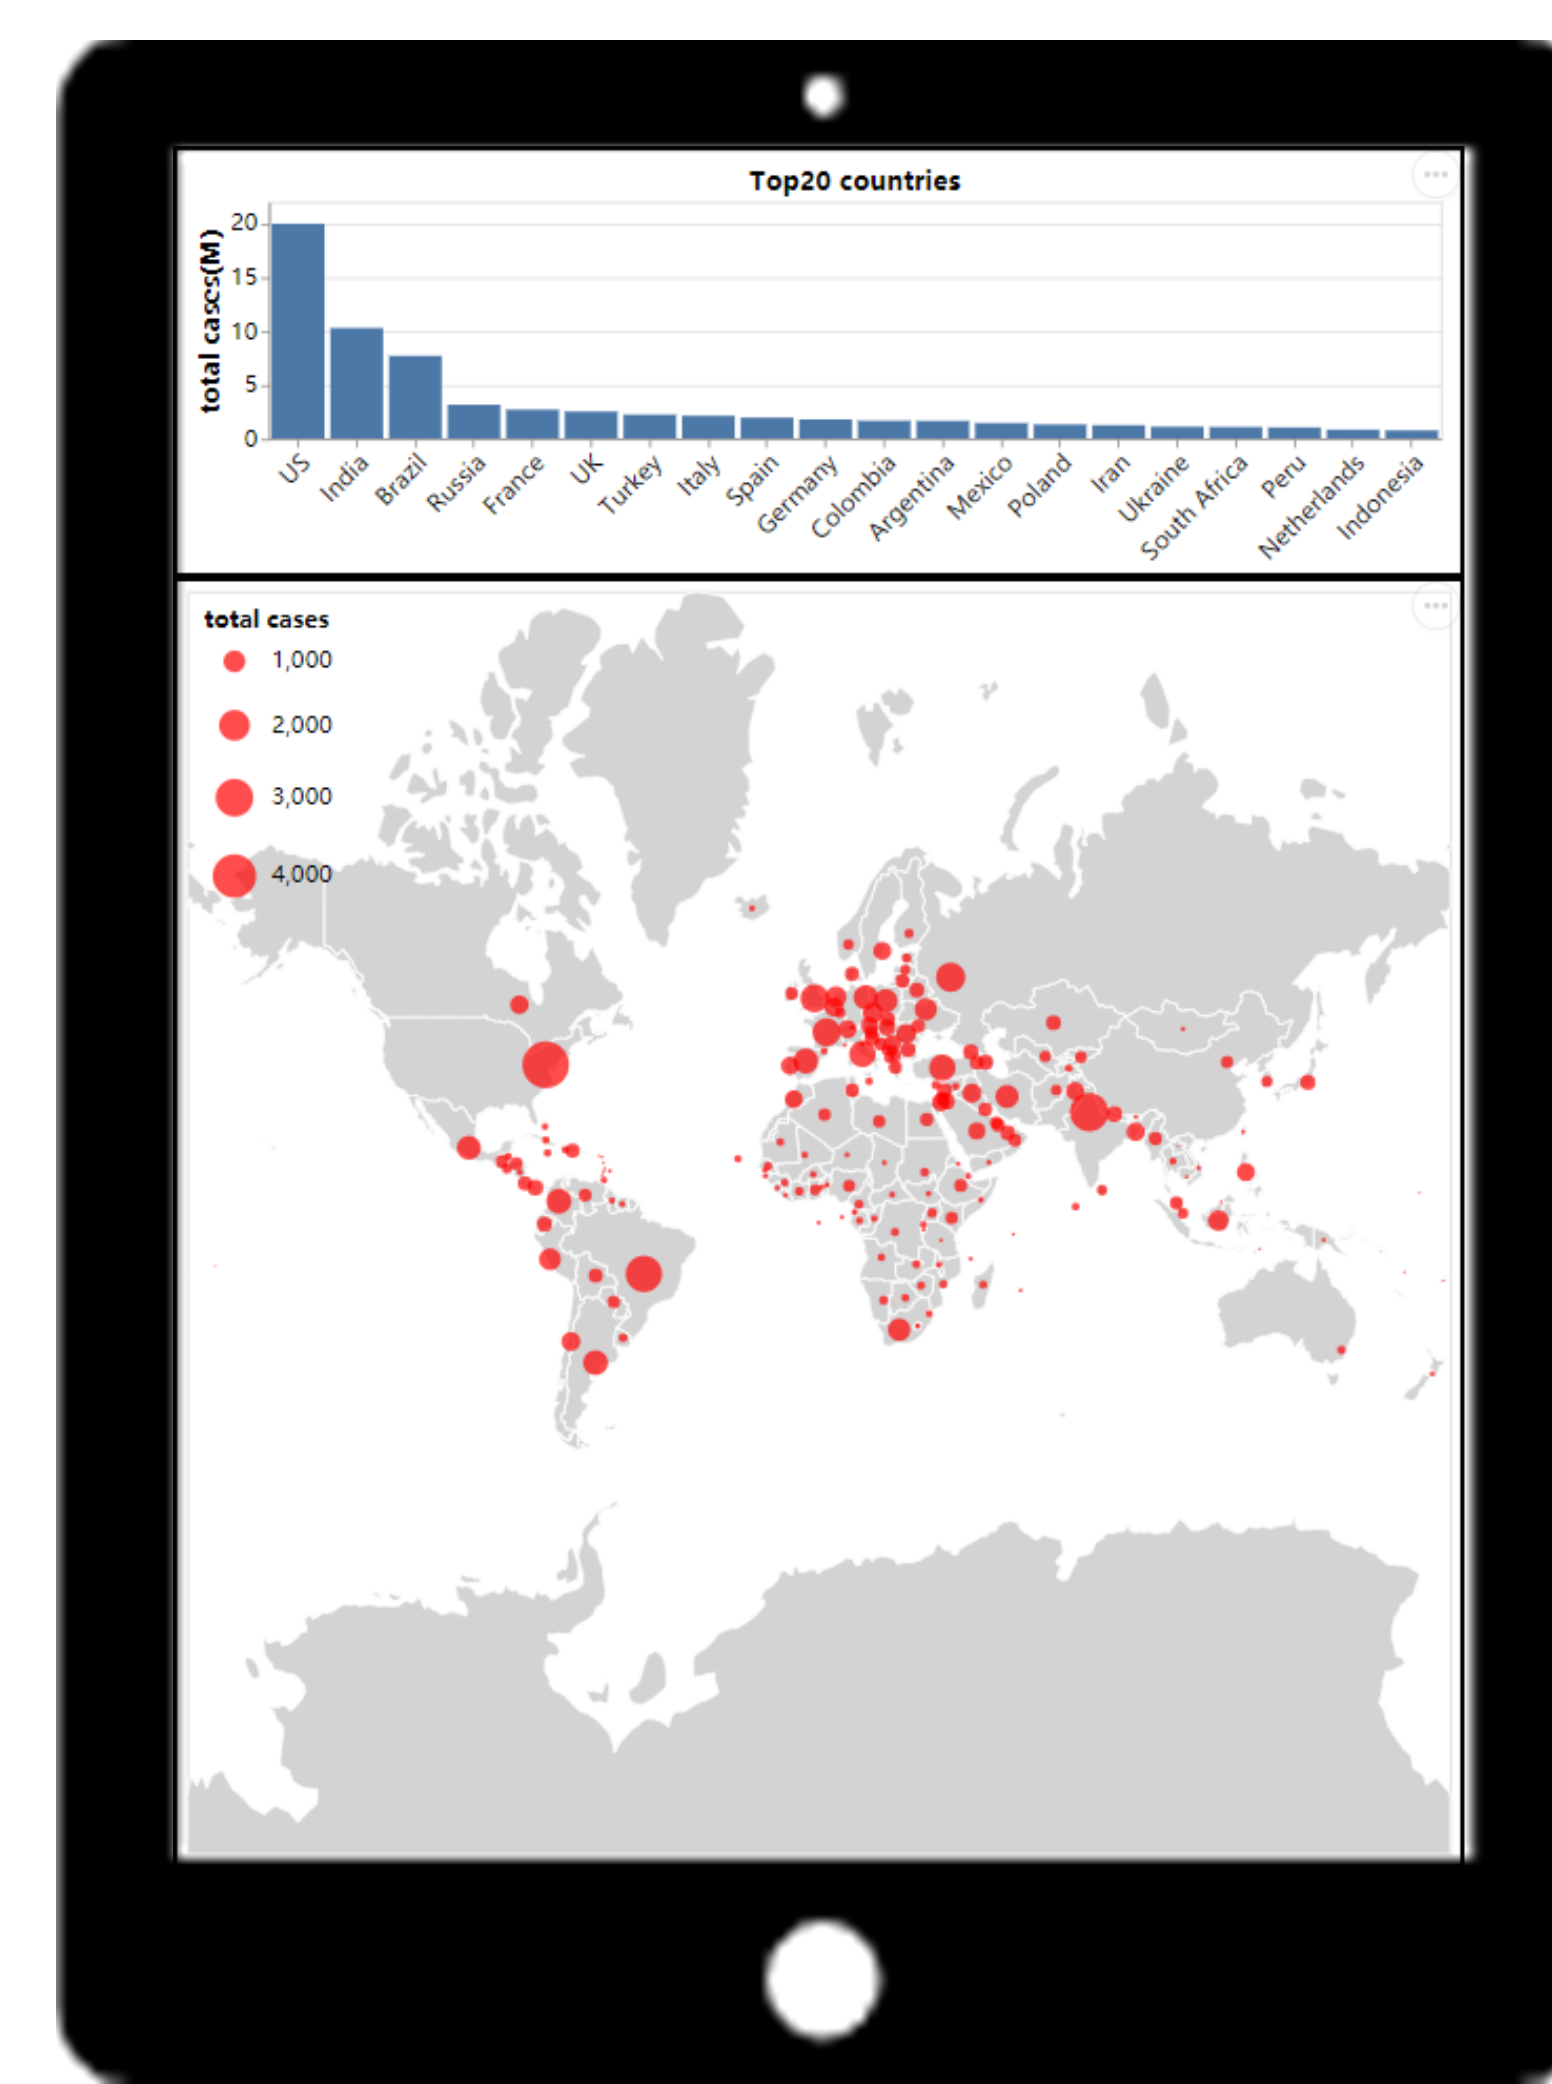 Top20 countries
total cases(M)
20
15
10
5
0
US
India
Brazil
Russia
France
UK
Turkey
Italy
Spain
Germany
Colombia
Argentina
Mexico
Poland
Iran
Ukraine
South Africa
Peru
Netherlands
Indonesia
total cases
1,000
2,000
3,000
4,000